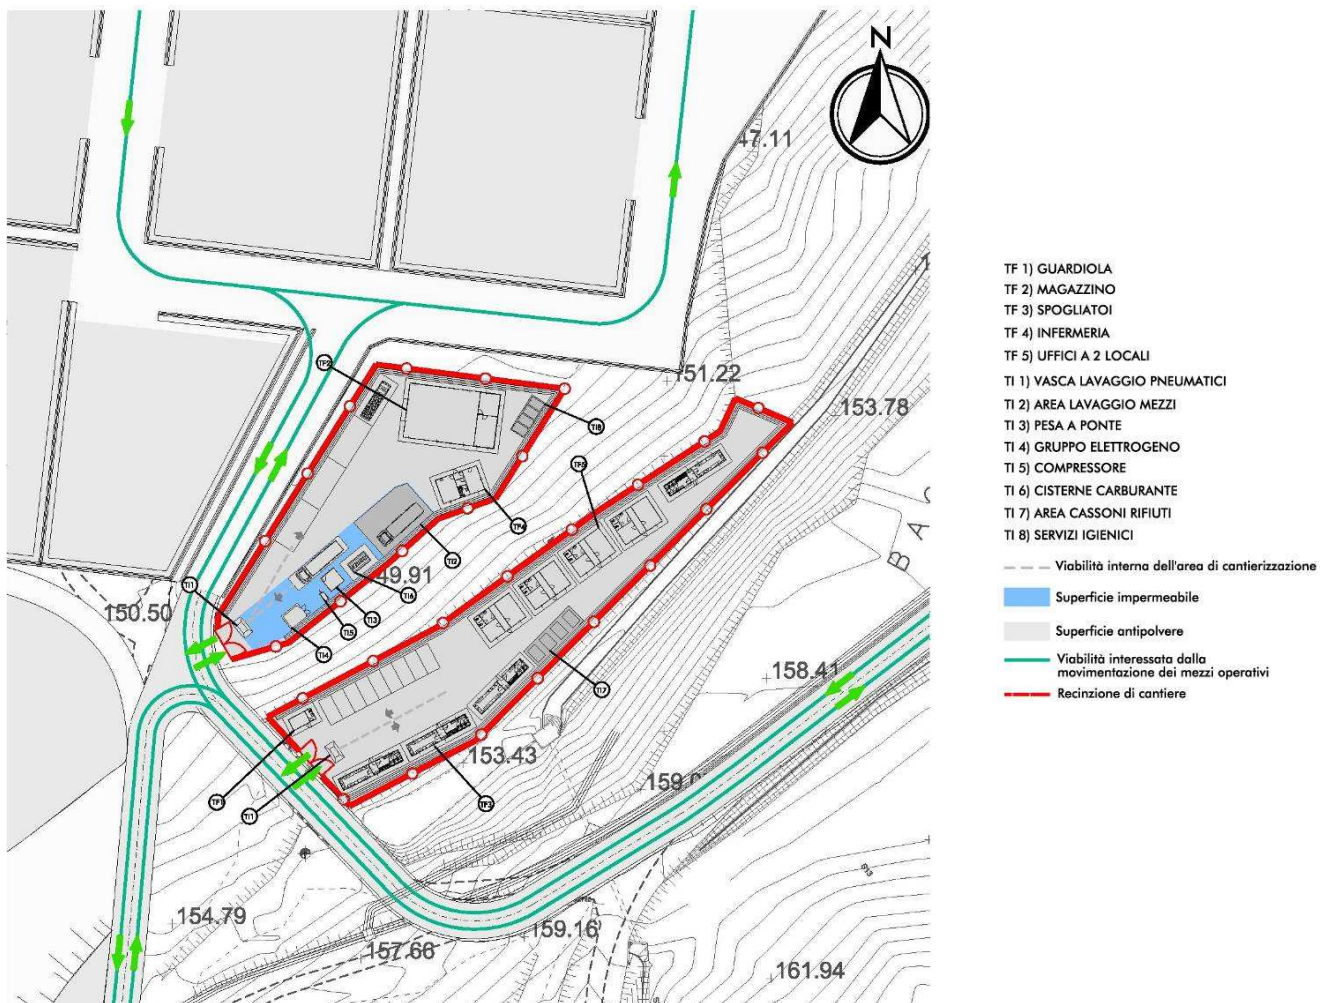 N
47.11
151.22
153.78
TF2
TI8
TF5
TF4
TI2
BAC
49.91
TI1
TI6
150.50
TI3
TI5
TI4
158.41
TI7
153.43
159.0
TF1
TF3
TI1
154.79
159.16
157.66
161.94
TF 1) GUARDIOLA
TF 2) MAGAZZINO
TF 3) SPOGLIATOI
TF 4) INFERMERIA
TF 5) UFFICI A 2 LOCALI
TI 1) VASCA LAVAGGIO PNEUMATICI
TI 2) AREA LAVAGGIO MEZZI
TI 3) PESA A PONTE
TI 4) GRUPPO ELETTROGENO
TI 5) COMPRESSORE
TI 6) CISTERNE CARBURANTE
TI 7) AREA CASSONI RIFIUTI
TI 8) SERVIZI IGIENICI
Viabilità interna dell'area di cantierizzazione
Superficie impermeabile
Superficie antipolvere
Viabilità interessata dalla
movimentazione dei mezzi operativi
Recinzione di cantiere